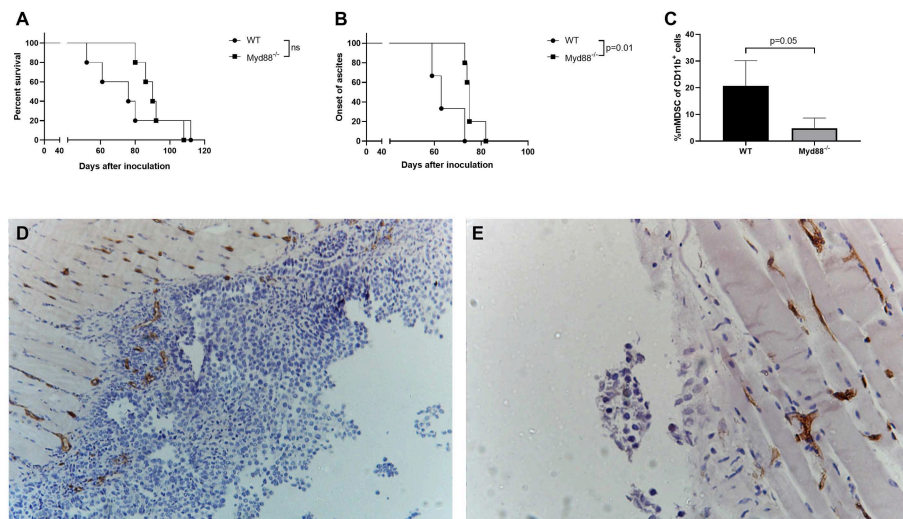 A
Percent survival
100
80
60
40
20
0
0 40 60 80 100 120
Days after inoculation
WT
Myd88-/-
ns
B
Onset of ascites
100
80
60
40
20
0
0 40 60 80 100
Days after inoculation
WT
Myd88-/-
p=0.01
C
%mMDSC of CD11b+ cells
40
30
20
10
0
p=0.05
WT Myd88-/-
D
E